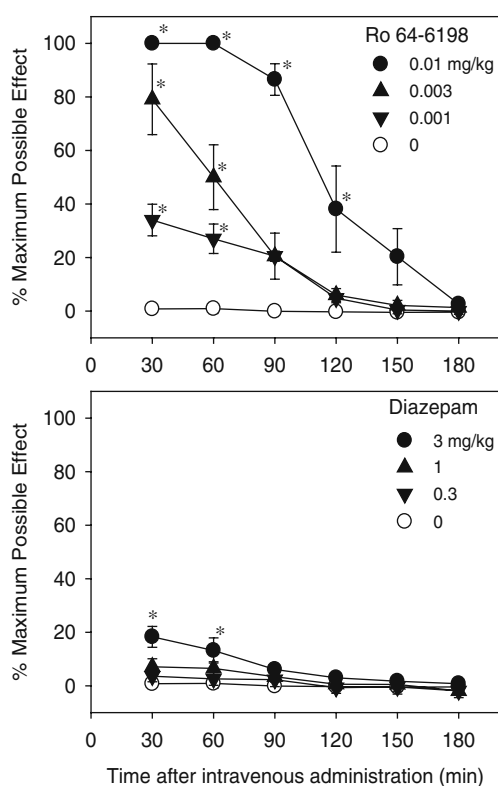 Ro 64-6198
0.01 mg/kg
0.003
0.001
0
% Maximum Possible Effect
100
80
60
40
20
0
* * * * * * * *
0 30 60 90 120 150 180
Diazepam
3 mg/kg
1
0.3
0
% Maximum Possible Effect
100
80
60
40
20
0
* *
0 30 60 90 120 150 180
Time after intravenous administration (min)